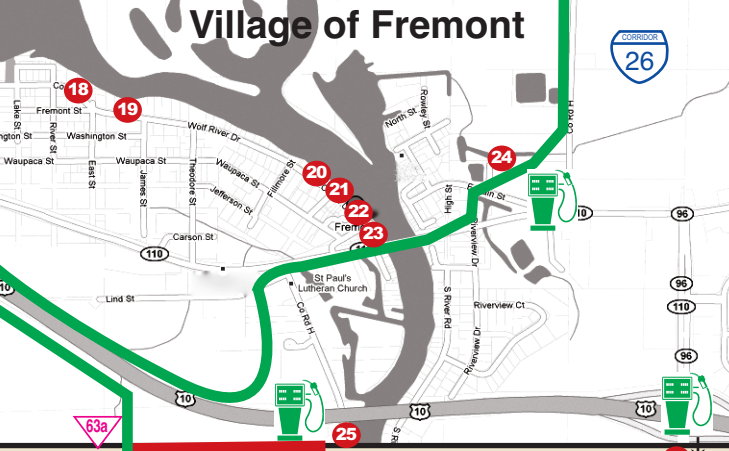 Village of Fremont
CORRIDOR
26
18
Fremont St
19
Lake St.
River St
ngton St
Washington St
Wolf River Dr
North St.
Rowley St.
Co Rd H
Waupaca St
Waupaca St
Waupaca St.
East St
James St.
Theodore St
Jefferson St
Fillmore St
20
21
22
23
24
High St
Carson St
110
10
96
St Paul's
Lutheran Church
Riverview Dr
Lind St
10
Co Rd H
S River Rd
Riverview Ct
Riverview Dr
96
110
96
10
10
10
63a
25
S R